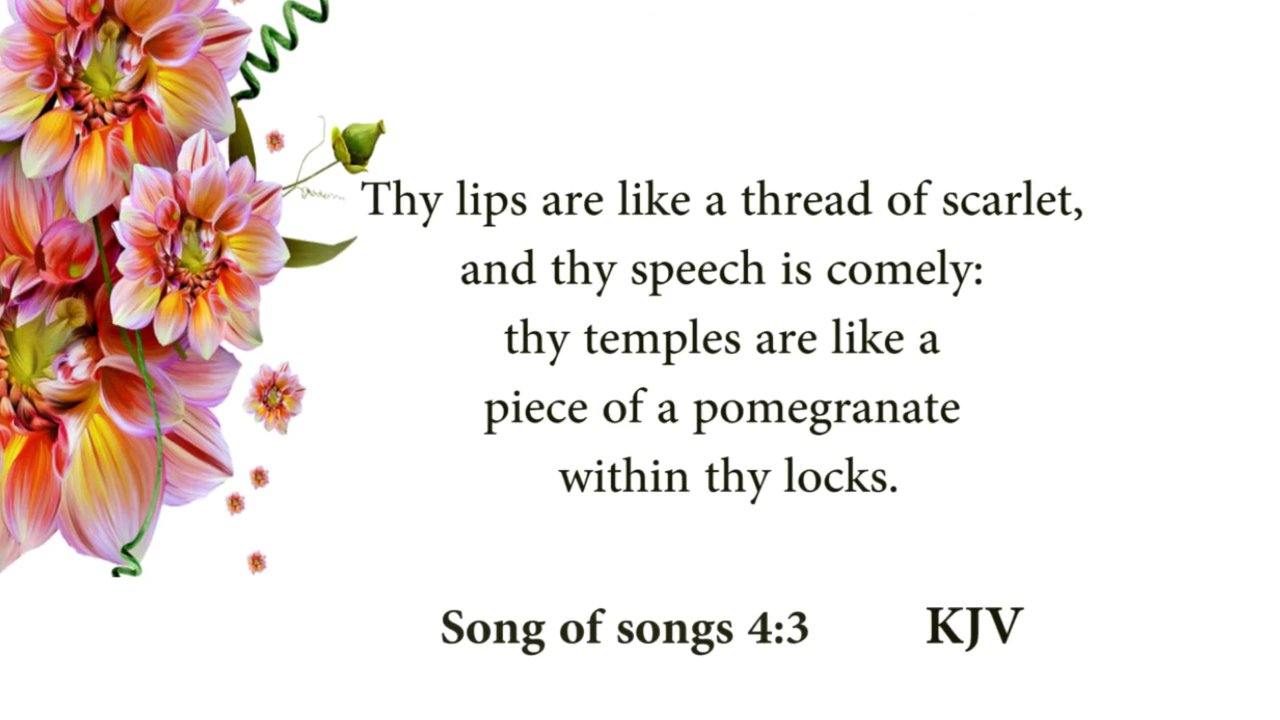 Thy lips are like a thread of scarlet,
and thy speech is comely:
thy temples are like a
piece of a pomegranate
within thy locks.
Song of songs 4:3 KJV